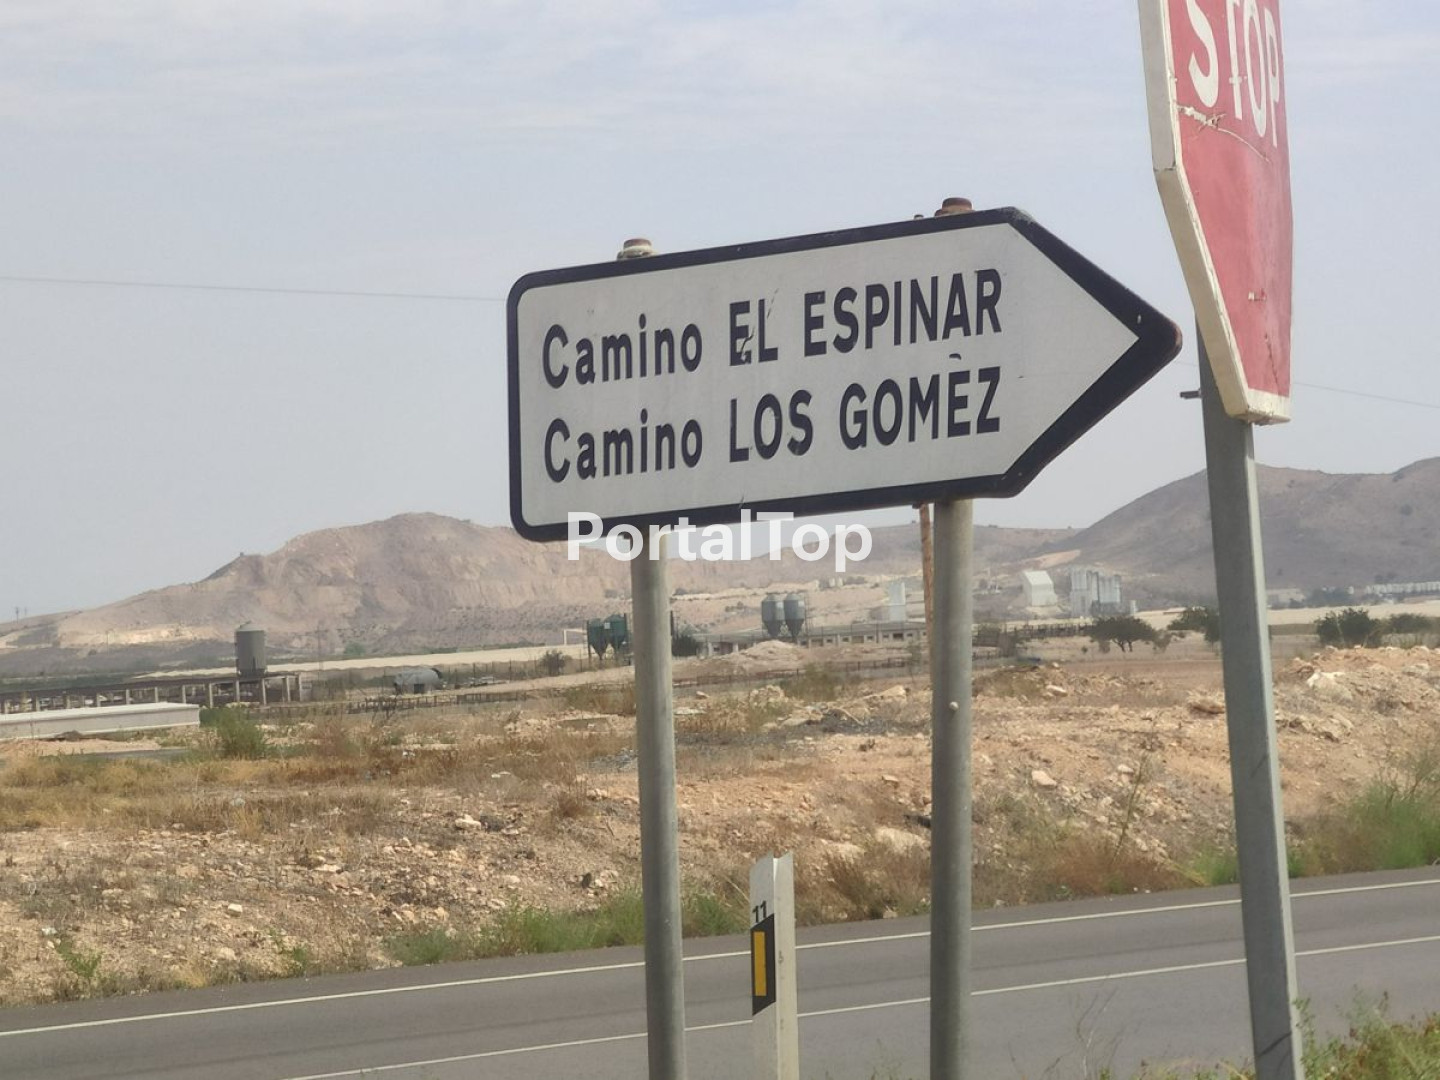 STOP
Camino EL ESPINAR
Camino LOS GOMÈZ
PortalTop
11